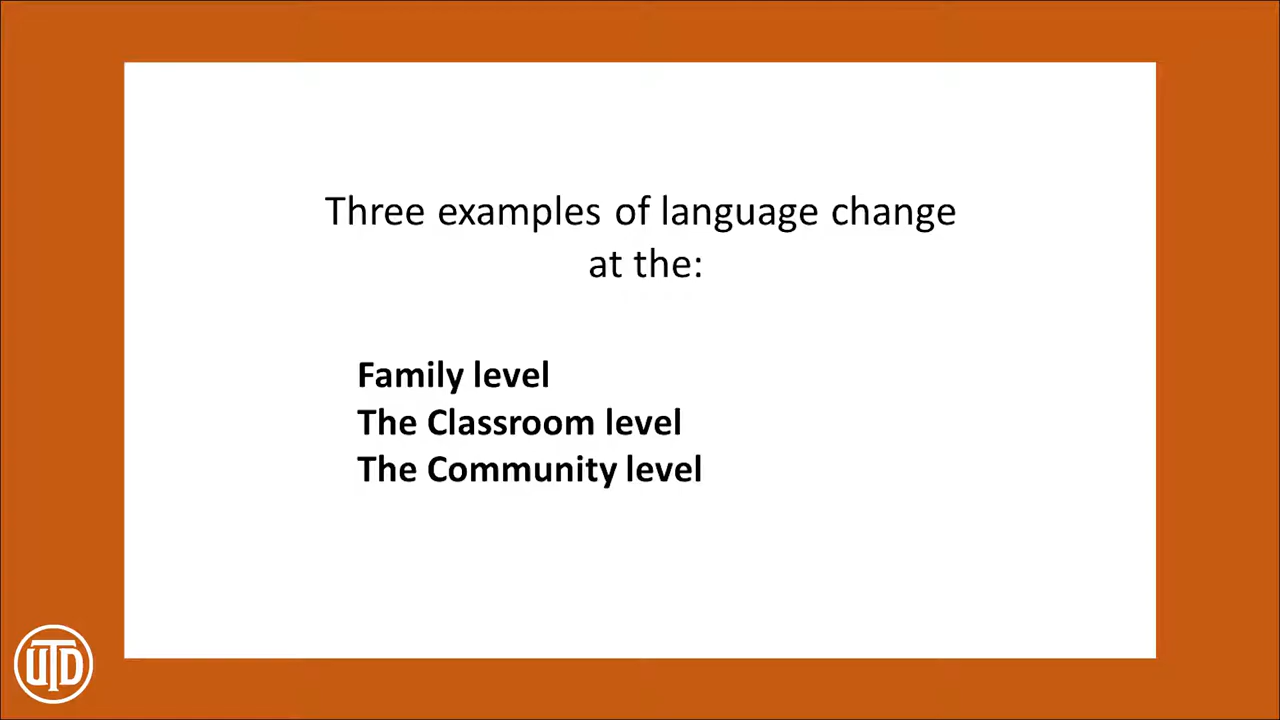 Three examples of language change
at the:
Family level
The Classroom level
The Community level
UTD